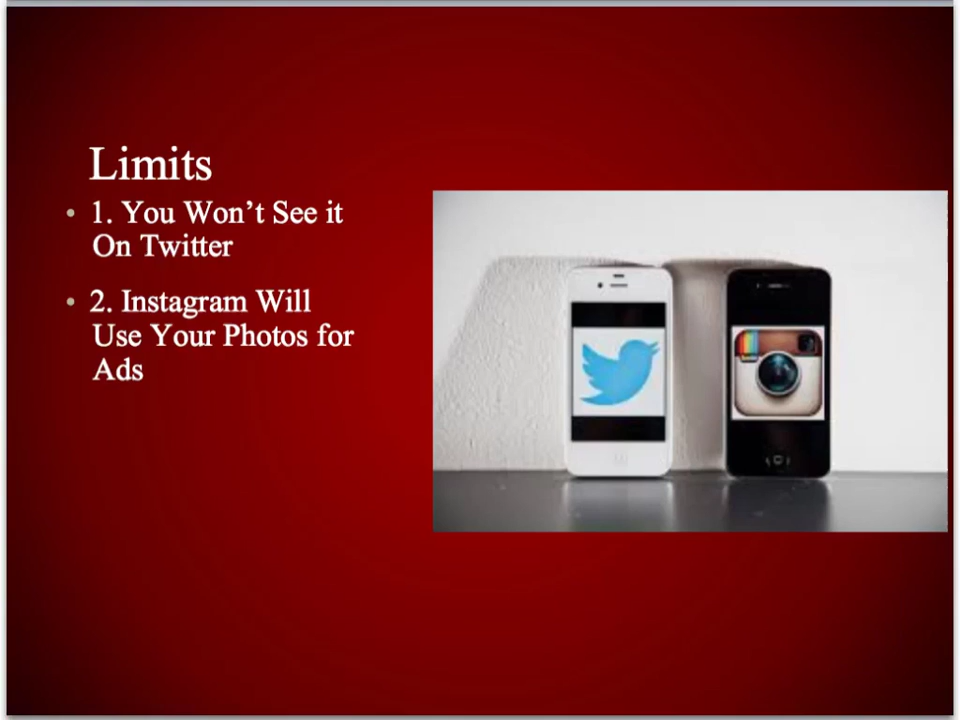 Limits
• 1. You Won’t See it
On Twitter
• 2. Instagram Will
Use Your Photos for
Ads